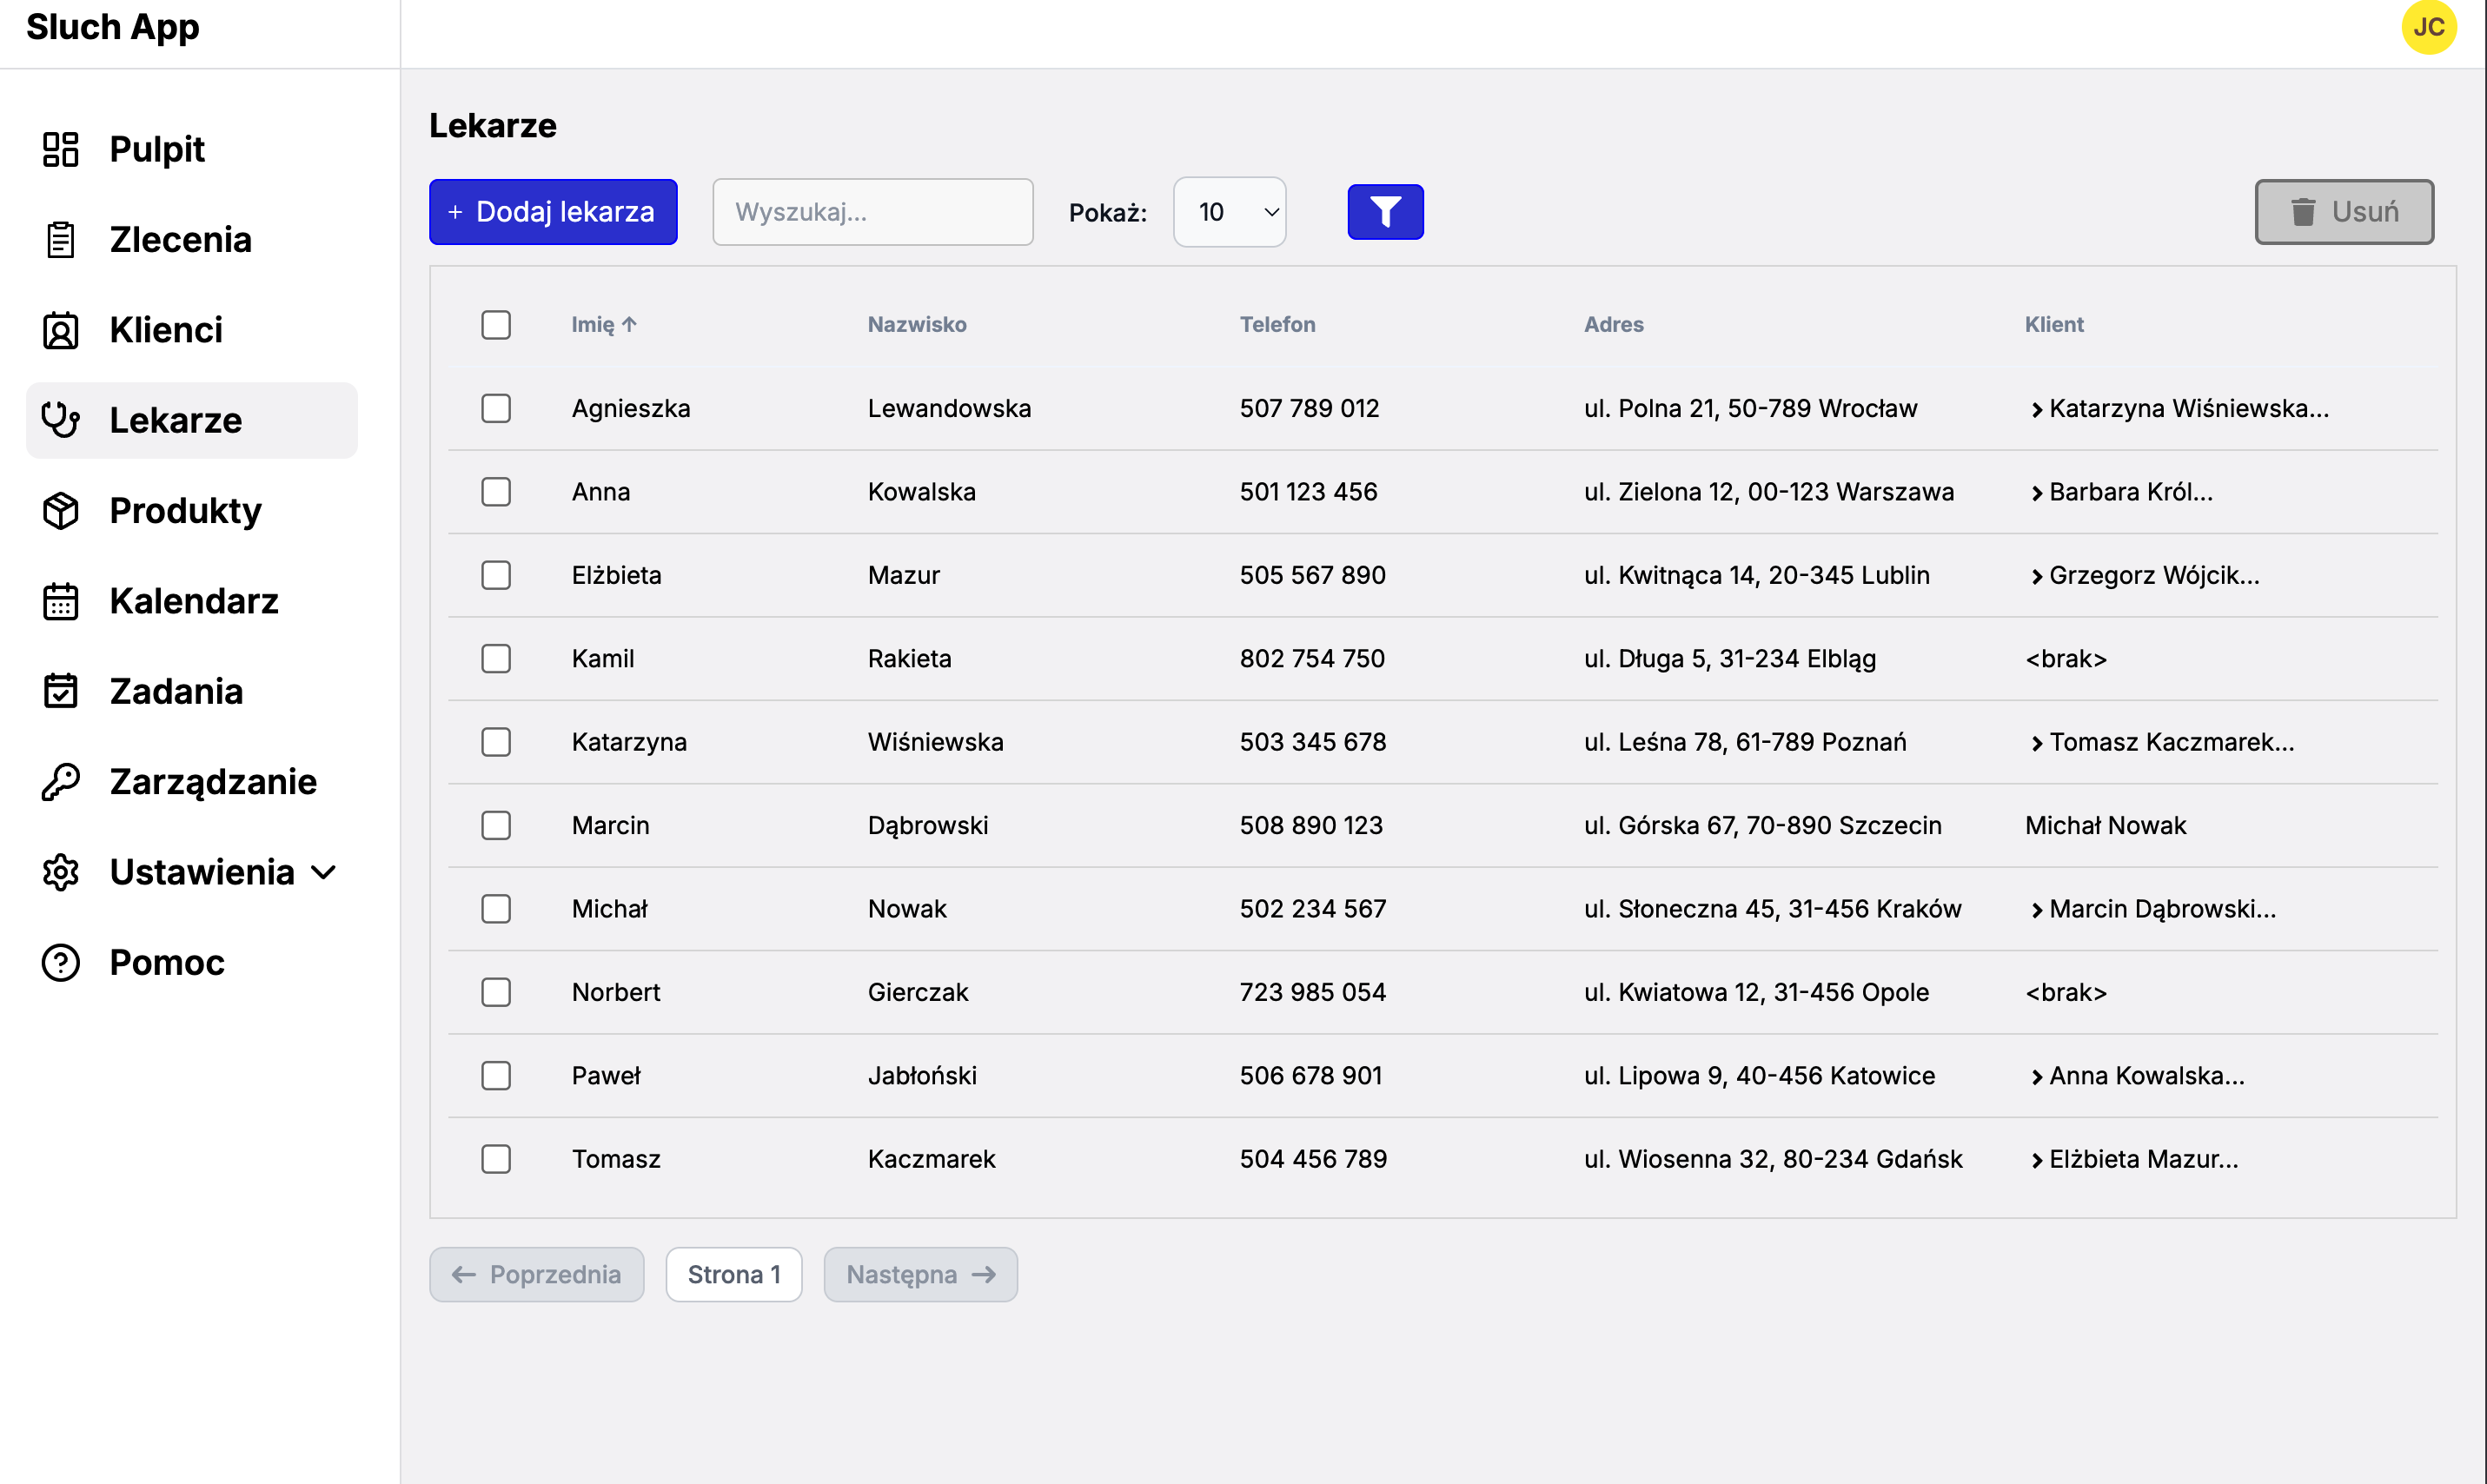 Sluch App
JC
Pulpit
Zlecenia
Klienci
Lekarze
Produkty
Kalendarz
Zadania
Zarządzanie
Ustawienia
Pomoc
Lekarze
+ Dodaj lekarza Wyszukaj... Pokaż: 10 Usuń
Imię ↑ Nazwisko Telefon Adres Klient
Agnieszka Lewandowska 507 789 012 ul. Polna 21, 50-789 Wrocław Katarzyna Wiśniewska...
Anna Kowalska 501 123 456 ul. Zielona 12, 00-123 Warszawa Barbara Król...
Elżbieta Mazur 505 567 890 ul. Kwitnąca 14, 20-345 Lublin Grzegorz Wójcik...
Kamil Rakieta 802 754 750 ul. Długa 5, 31-234 Elbląg <brak>
Katarzyna Wiśniewska 503 345 678 ul. Leśna 78, 61-789 Poznań Tomasz Kaczmarek...
Marcin Dąbrowski 508 890 123 ul. Górska 67, 70-890 Szczecin Michał Nowak
Michał Nowak 502 234 567 ul. Słoneczna 45, 31-456 Kraków Marcin Dąbrowski...
Norbert Gierczak 723 985 054 ul. Kwiatowa 12, 31-456 Opole <brak>
Paweł Jabłoński 506 678 901 ul. Lipowa 9, 40-456 Katowice Anna Kowalska...
Tomasz Kaczmarek 504 456 789 ul. Wiosenna 32, 80-234 Gdańsk Elżbieta Mazur...
← Poprzednia Strona 1 Następna →